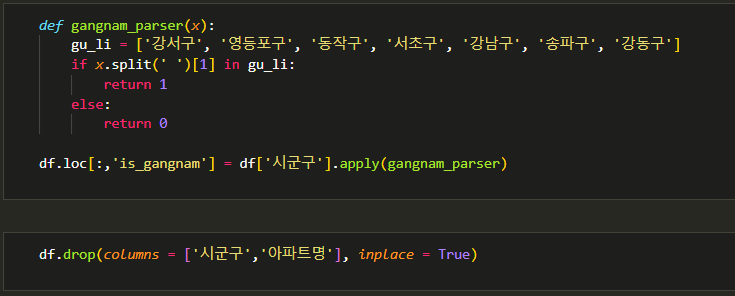 def gangnam_parser(x):
    gu_li = ['강서구', '영등포구', '동작구', '서초구', '강남구', '송파구', '강동구']
    if x.split(' ')[1] in gu_li:
        return 1
    else:
        return 0
df.loc[:,'is_gangnam'] = df['시군구'].apply(gangnam_parser)
df.drop(columns = ['시군구','아파트명'], inplace = True)